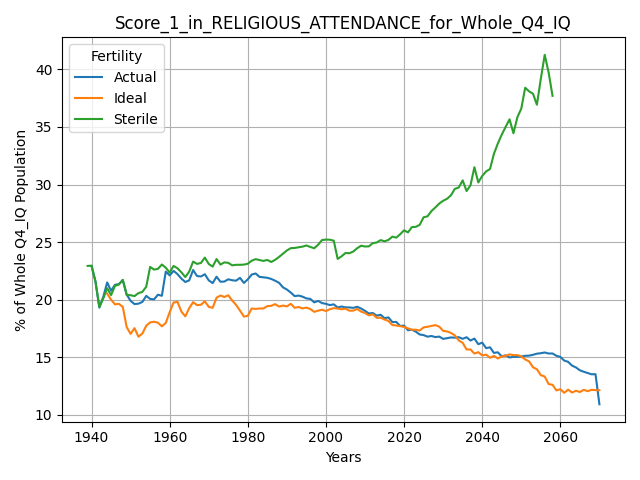 Score_1_in_RELIGIOUS_ATTENDANCE_for_Whole_Q4_IQ
Fertility
Actual
Ideal
Sterile
% of Whole Q4_IQ Population
40
35
30
25
20
15
10
1940
1960
1980
2000
2020
2040
2060
Years